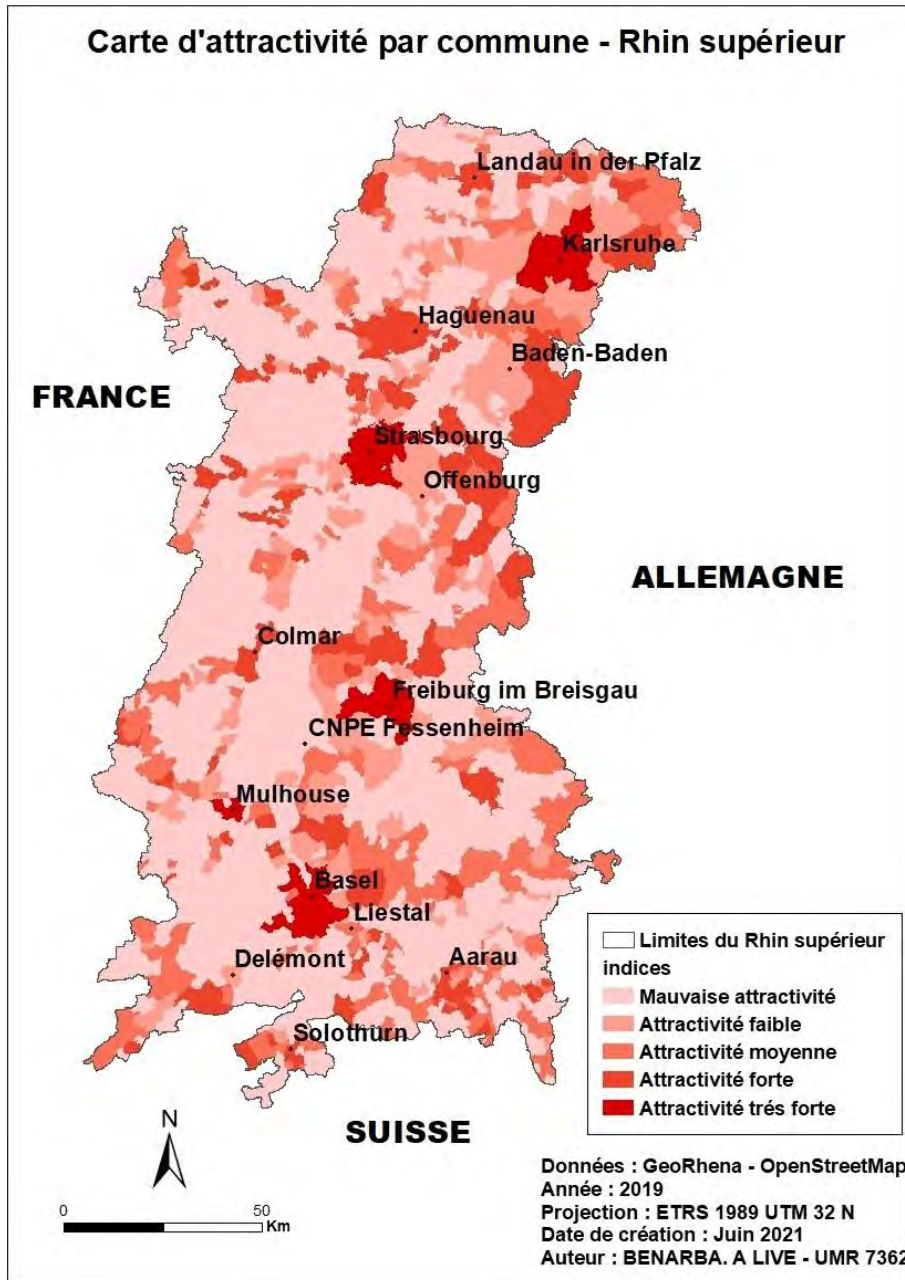 Carte d'attractivité par commune - Rhin supérieur
Landau in der Pfalz
Karlsruhe
Haguenau
Baden-Baden
FRANCE
Strasbourg
Offenburg
ALLEMAGNE
Colmar
Freiburg im Breisgau
CNPE Fessenheim
Mulhouse
Basel
Liestal
Delémont
Aarau
Solothurn
SUISSE
Limites du Rhin supérieur
indices
Mauvaise attractivité
Attractivité faible
Attractivité moyenne
Attractivité forte
Attractivité trés forte
N
0 50
Km
Données : GeoRhena - OpenStreetMap
Année : 2019
Projection : ETRS 1989 UTM 32 N
Date de création : Juin 2021
Auteur : BENARBA. A LIVE - UMR 7362